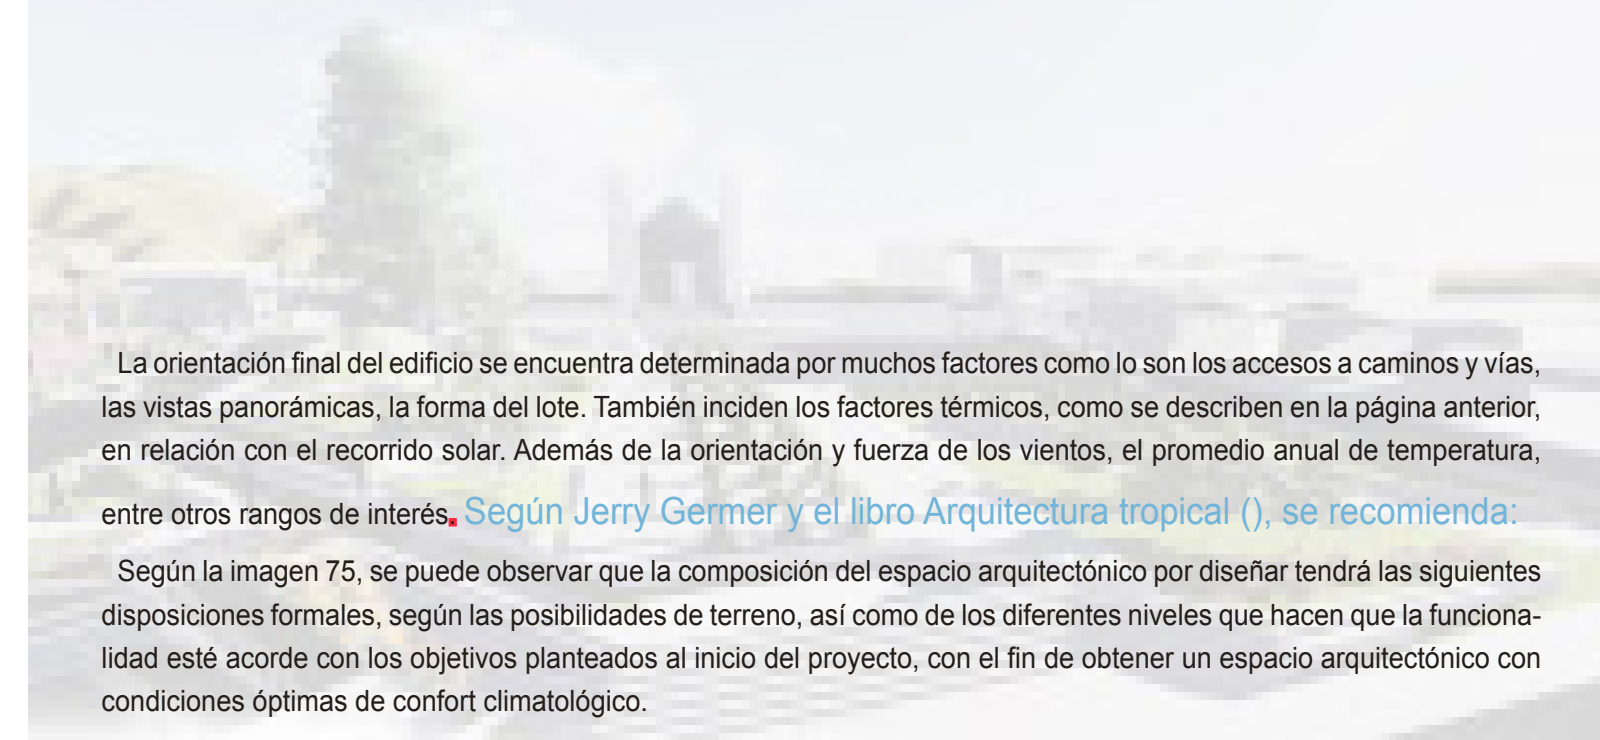 La orientación final del edificio se encuentra determinada por muchos factores como lo son los accesos a caminos y vías,
las vistas panorámicas, la forma del lote. También inciden los factores térmicos, como se describen en la página anterior,
en relación con el recorrido solar. Además de la orientación y fuerza de los vientos, el promedio anual de temperatura,
entre otros rangos de interés. Según Jerry Germer y el libro Arquitectura tropical (), se recomienda:
Según la imagen 75, se puede observar que la composición del espacio arquitectónico por diseñar tendrá las siguientes
disposiciones formales, según las posibilidades de terreno, así como de los diferentes niveles que hacen que la funciona-
lidad esté acorde con los objetivos planteados al inicio del proyecto, con el fin de obtener un espacio arquitectónico con
condiciones óptimas de confort climatológico.